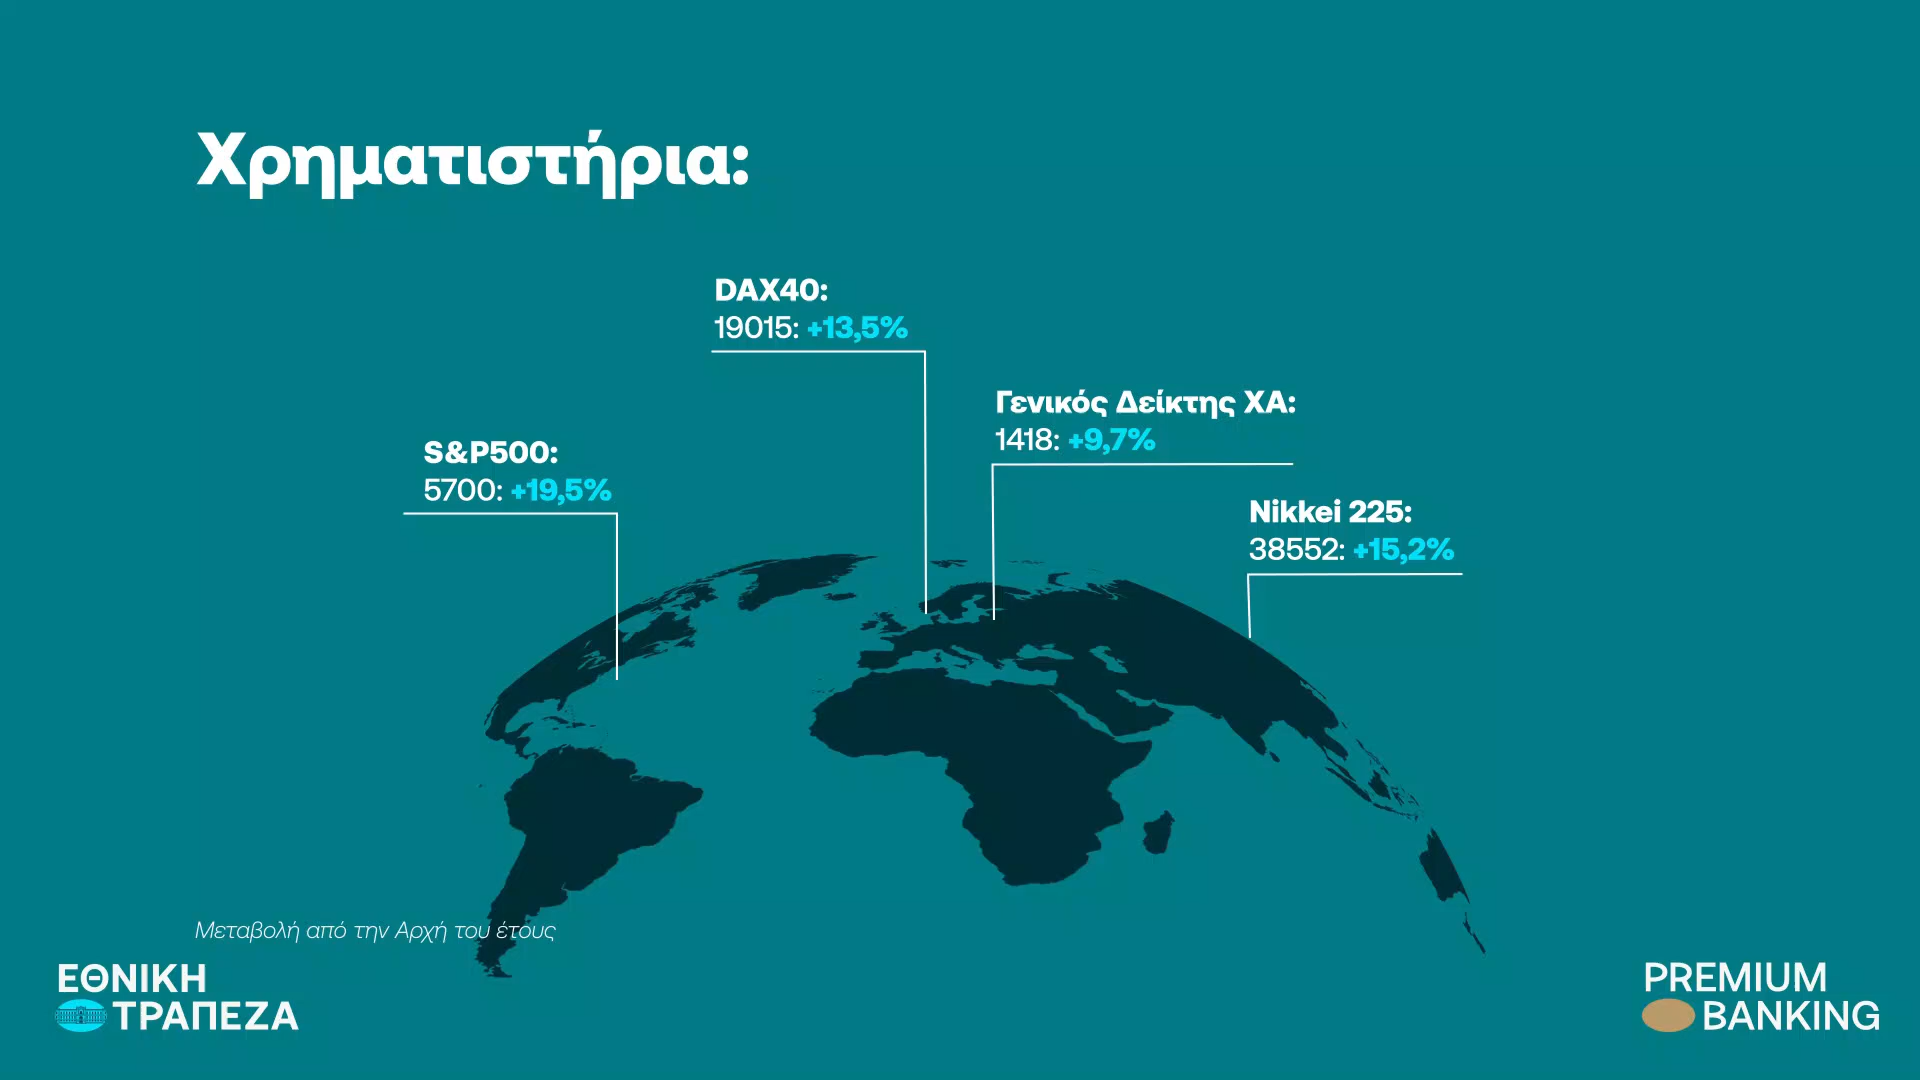 Χρηματιστήρια:
DAX40:
19015: +13,5%
Γενικός Δείκτης ΧΑ:
1418: +9,7%
S&P500:
5700: +19,5%
Nikkei 225:
38552: +15,2%
Μεταβολή από την Αρχή του έτους
ΕΘΝΙΚΗ
ΤΡΑΠΕΖΑ
PREMIUM
BANKING